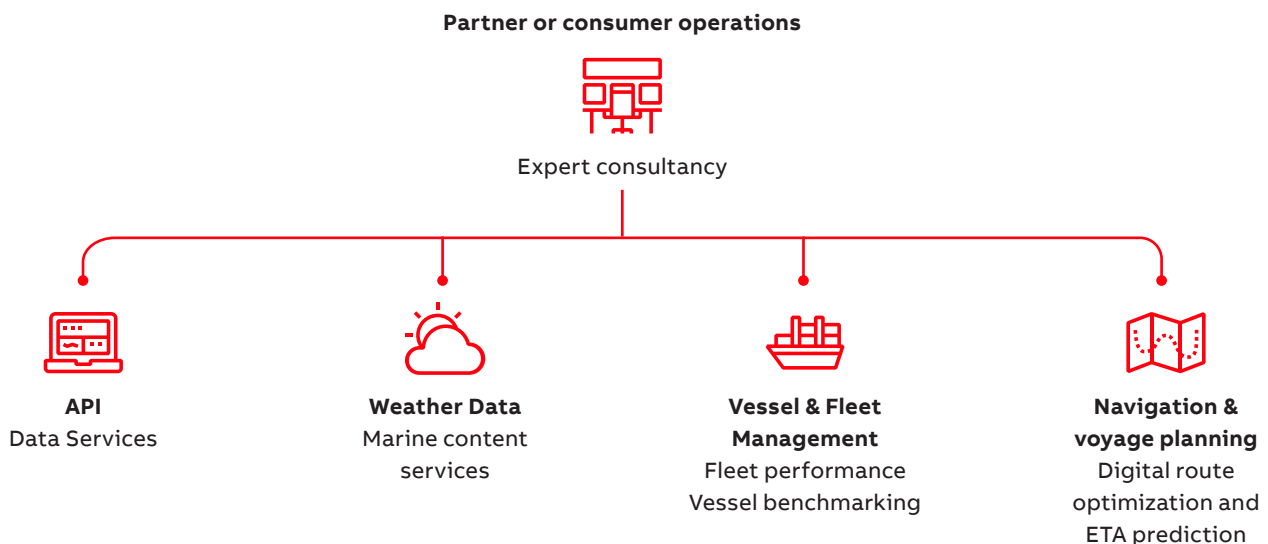 Partner or consumer operations
Expert consultancy
API
Data Services
Weather Data
Marine content
services
Vessel & Fleet
Management
Fleet performance
Vessel benchmarking
Navigation &
voyage planning
Digital route
optimization and
ETA prediction